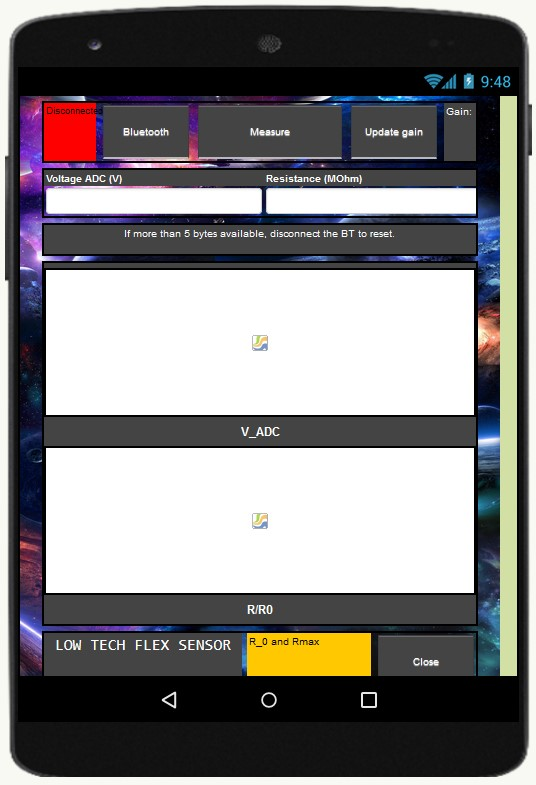 9:48
Disconnected
Bluetooth
Measure
Update gain
Gain:
Voltage ADC (V)
Resistance (MOhm)
If more than 5 bytes available, disconnect the BT to reset.
V_ADC
R/R0
LOW TECH FLEX SENSOR
R_0 and Rmax
Close